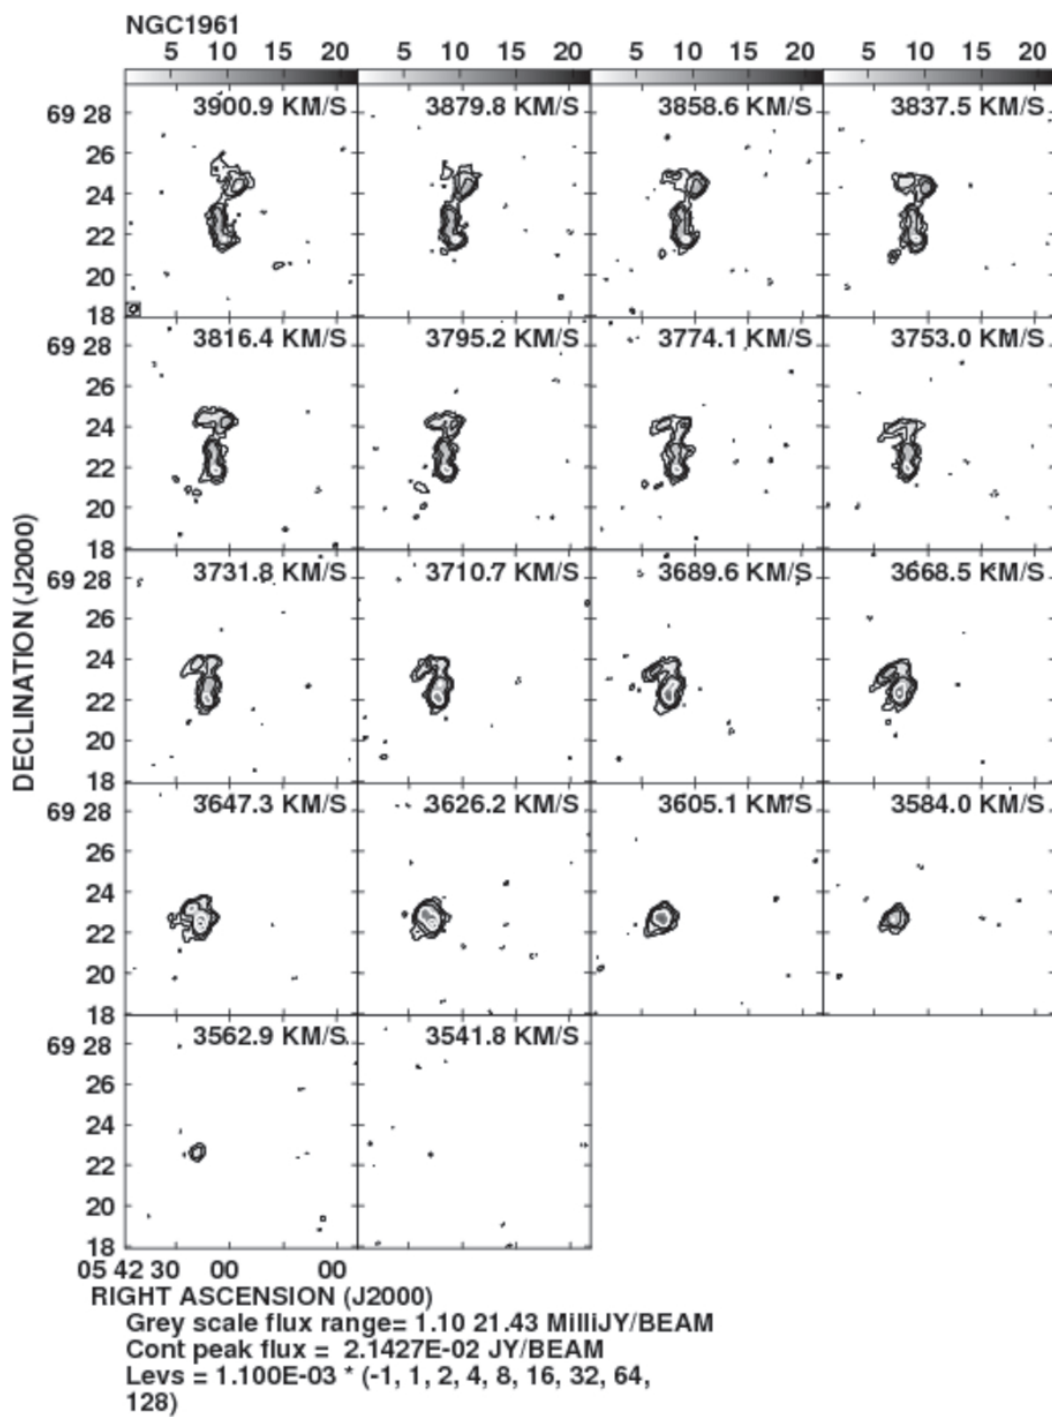 NGC1961
5 10 15 20 5 10 15 20 5 10 15 20 5 10 15 20
69 28 3900.9 KM/S 3879.8 KM/S 3858.6 KM/S 3837.5 KM/S
26
24
22
20
18
69 28 3816.4 KM/S 3795.2 KM/S 3774.1 KM/S 3753.0 KM/S
26
24
22
20
18
69 28 3731.8 KM/S 3710.7 KM/S 3689.6 KM/S 3668.5 KM/S
26
24
22
20
18
69 28 3647.3 KM/S 3626.2 KM/S 3605.1 KM/S 3584.0 KM/S
26
24
22
20
18
69 28 3562.9 KM/S 3541.8 KM/S
26
24
22
20
18
DECLINATION (J2000)
05 42 30 00 00
RIGHT ASCENSION (J2000)
Grey scale flux range= 1.10 21.43 MilliJY/BEAM
Cont peak flux = 2.1427E-02 JY/BEAM
Levs = 1.100E-03 * (-1, 1, 2, 4, 8, 16, 32, 64,
128)